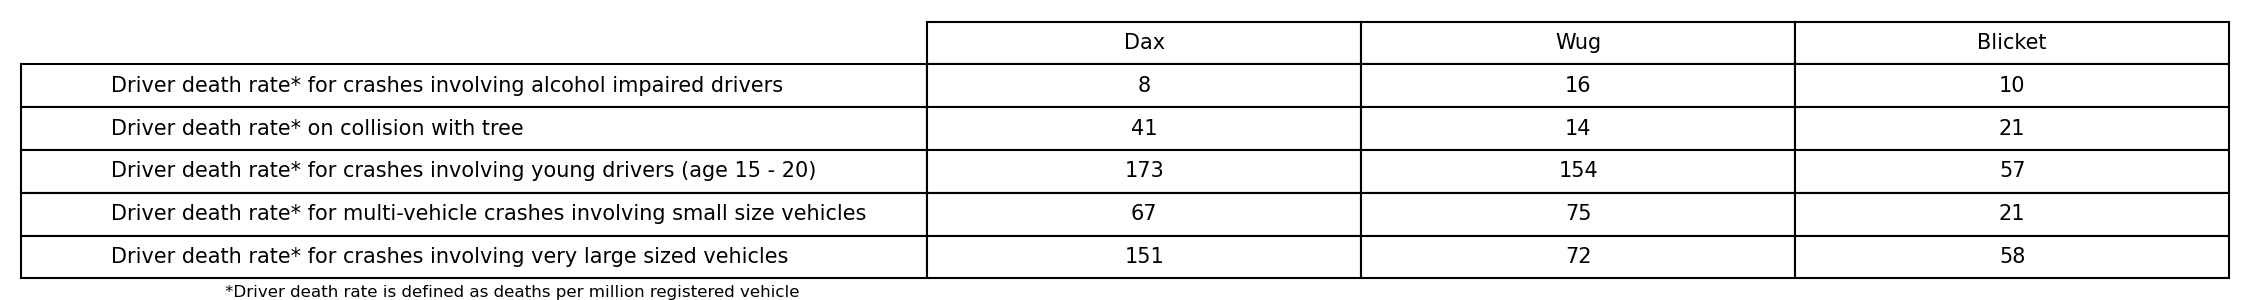 Dax Wug Blicket
Driver death rate* for crashes involving alcohol impaired drivers 8 16 10
Driver death rate* on collision with tree 41 14 21
Driver death rate* for crashes involving young drivers (age 15 - 20) 173 154 57
Driver death rate* for multi-vehicle crashes involving small size vehicles 67 75 21
Driver death rate* for crashes involving very large sized vehicles 151 72 58
*Driver death rate is defined as deaths per million registered vehicle